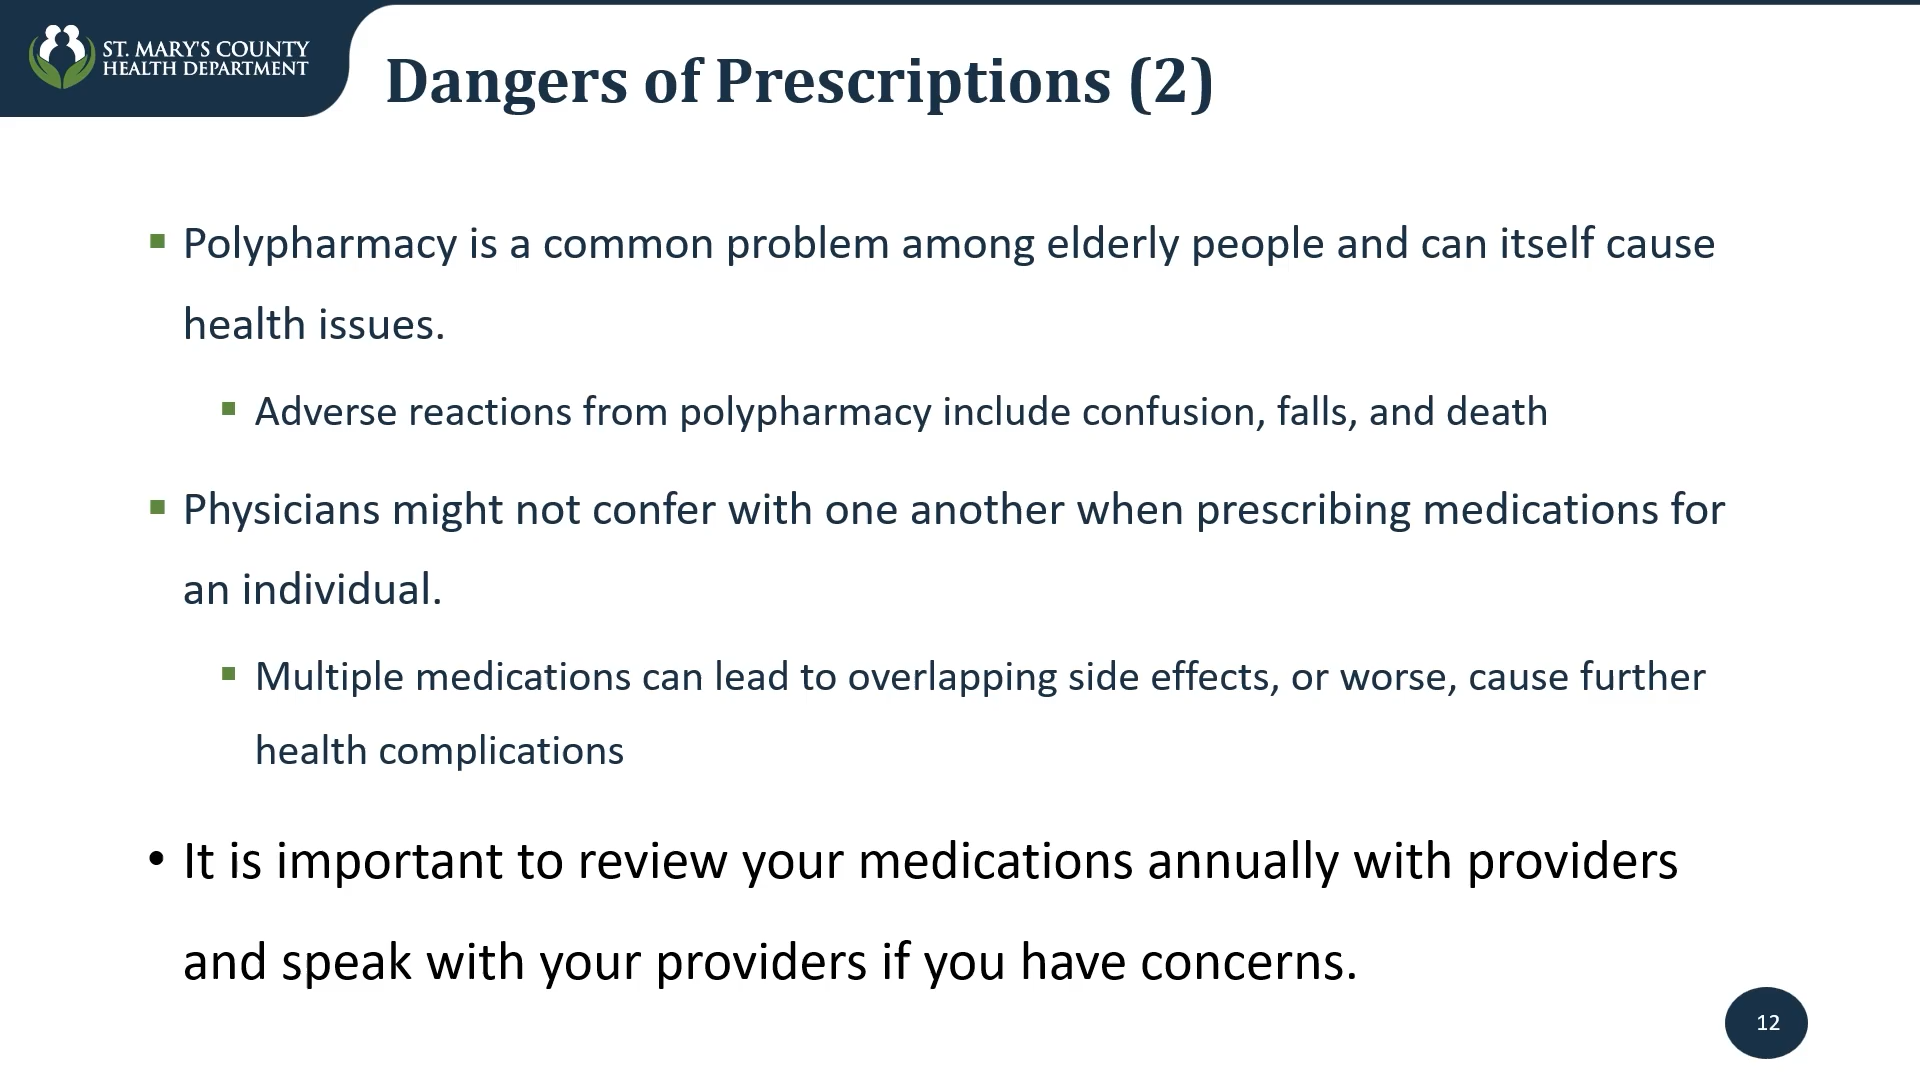 ST. MARY'S COUNTY
HEALTH DEPARTMENT
Dangers of Prescriptions (2)
▪ Polypharmacy is a common problem among elderly people and can itself cause
health issues.
▪ Adverse reactions from polypharmacy include confusion, falls, and death
▪ Physicians might not confer with one another when prescribing medications for
an individual.
▪ Multiple medications can lead to overlapping side effects, or worse, cause further
health complications
• It is important to review your medications annually with providers
and speak with your providers if you have concerns.
12